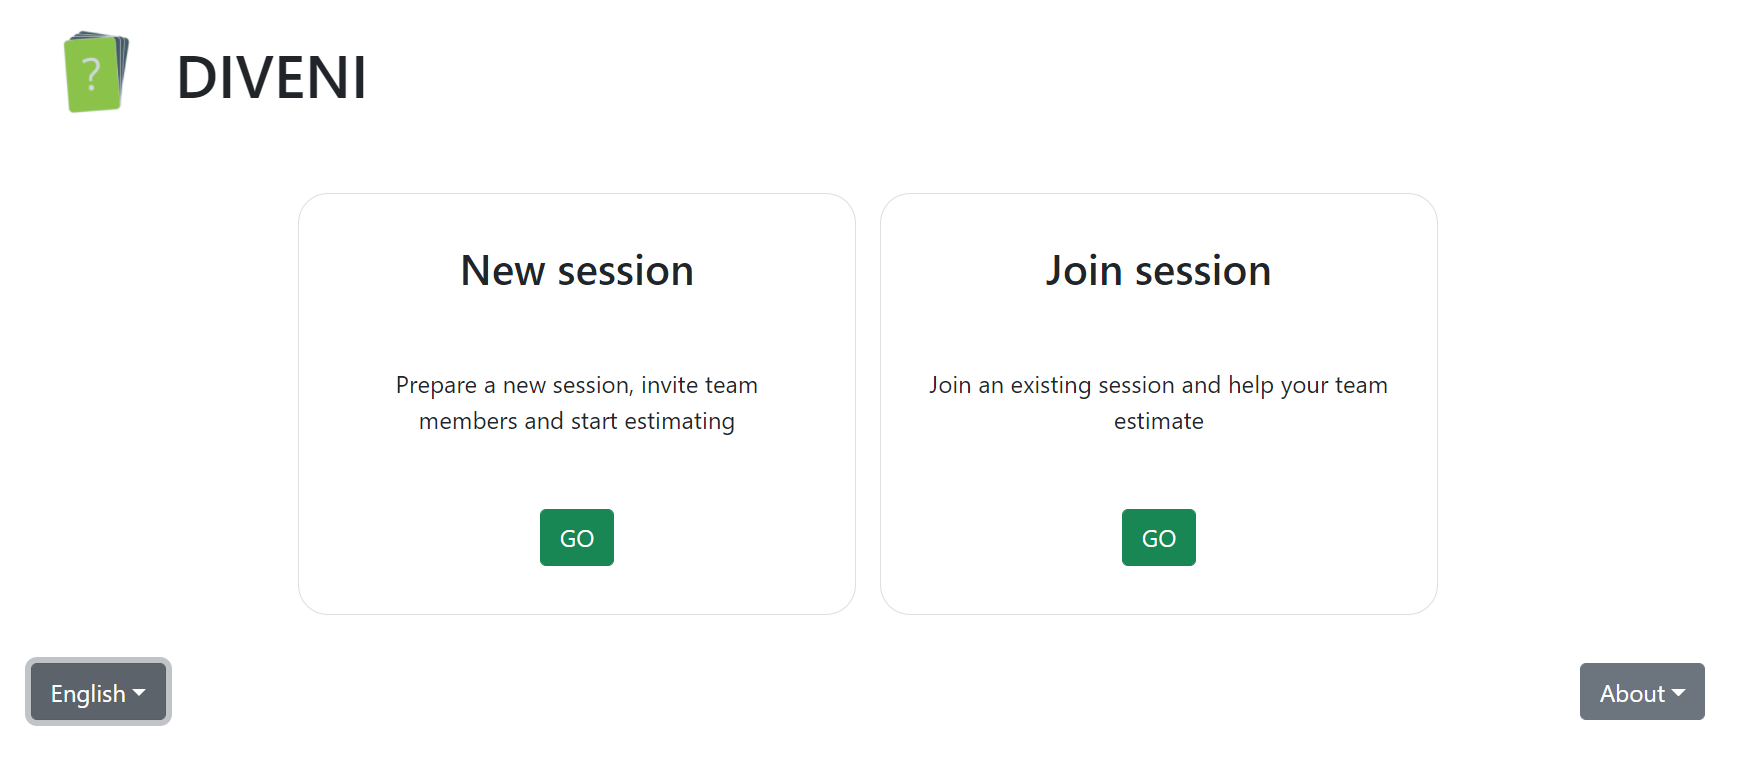 ?
DIVENI
New session
Prepare a new session, invite team
members and start estimating
GO
Join session
Join an existing session and help your team
estimate
GO
English
About